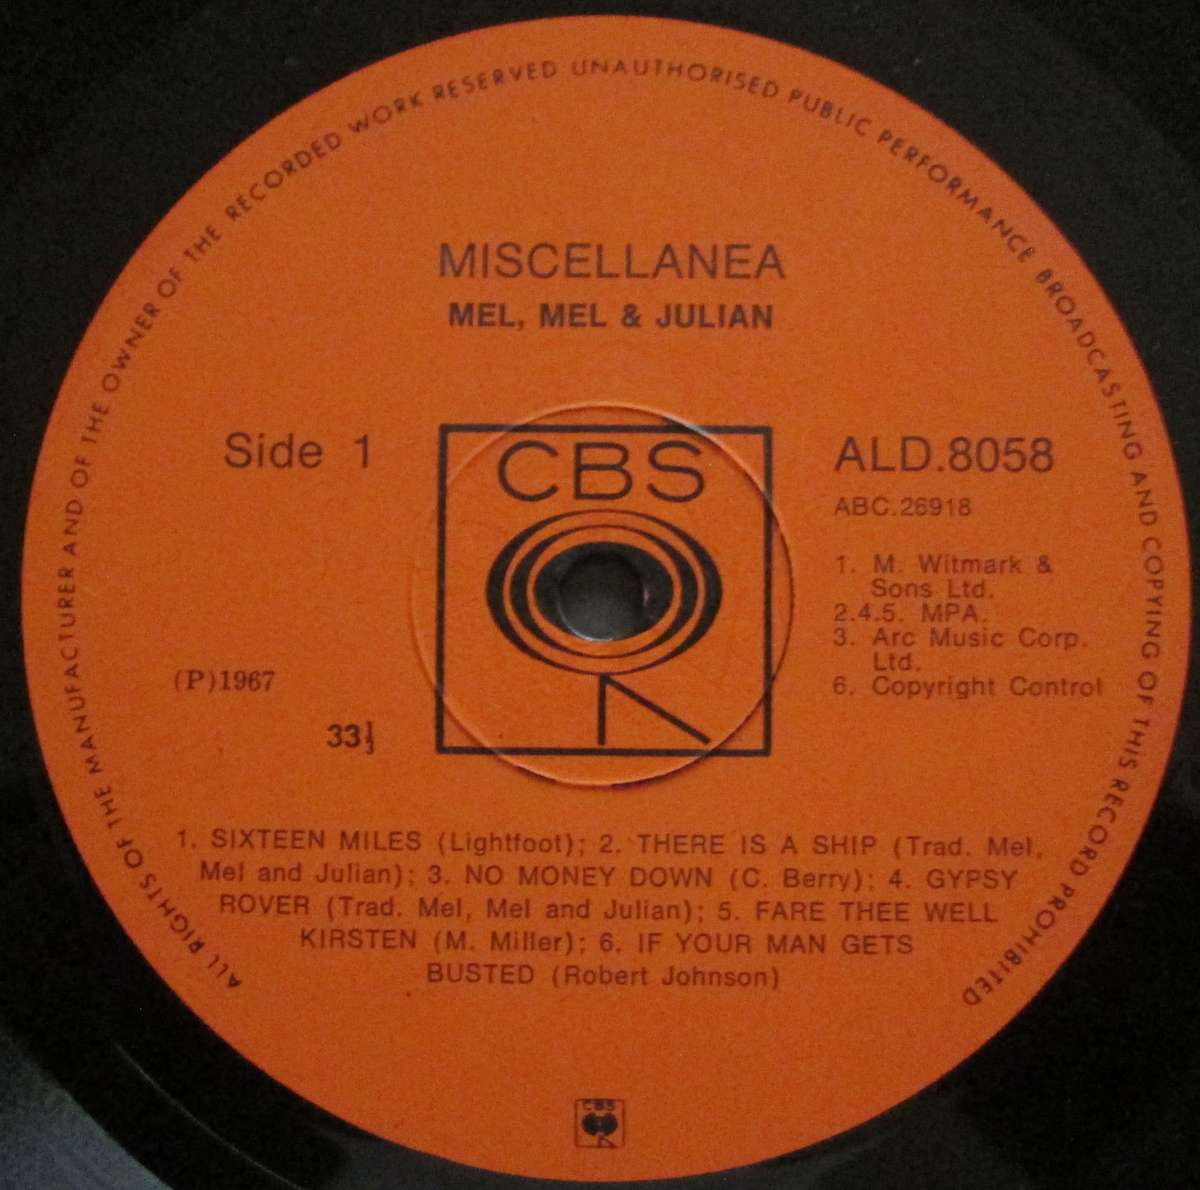 ALL RIGHTS OF THE MANUFACTURER AND OF THE OWNER OF THE RECORDED WORK RESERVED UNAUTHORISED PUBLIC PERFORMANCE BROADCASTING AND COPYING OF THIS RECORD PROHIBITED
MISCELLANEA
MEL, MEL & JULIAN
Side 1
CBS
ALD.8058
ABC.26918
1. M. Witmark &
Sons Ltd.
2.4.5. MPA.
3. Arc Music Corp.
Ltd.
6. Copyright Control
(P)1967
33⅓
1. SIXTEEN MILES (Lightfoot); 2. THERE IS A SHIP (Trad. Mel,
Mel and Julian); 3. NO MONEY DOWN (C. Berry); 4. GYPSY
ROVER (Trad. Mel, Mel and Julian); 5. FARE THEE WELL
KIRSTEN (M. Miller); 6. IF YOUR MAN GETS
BUSTED (Robert Johnson)
CBS